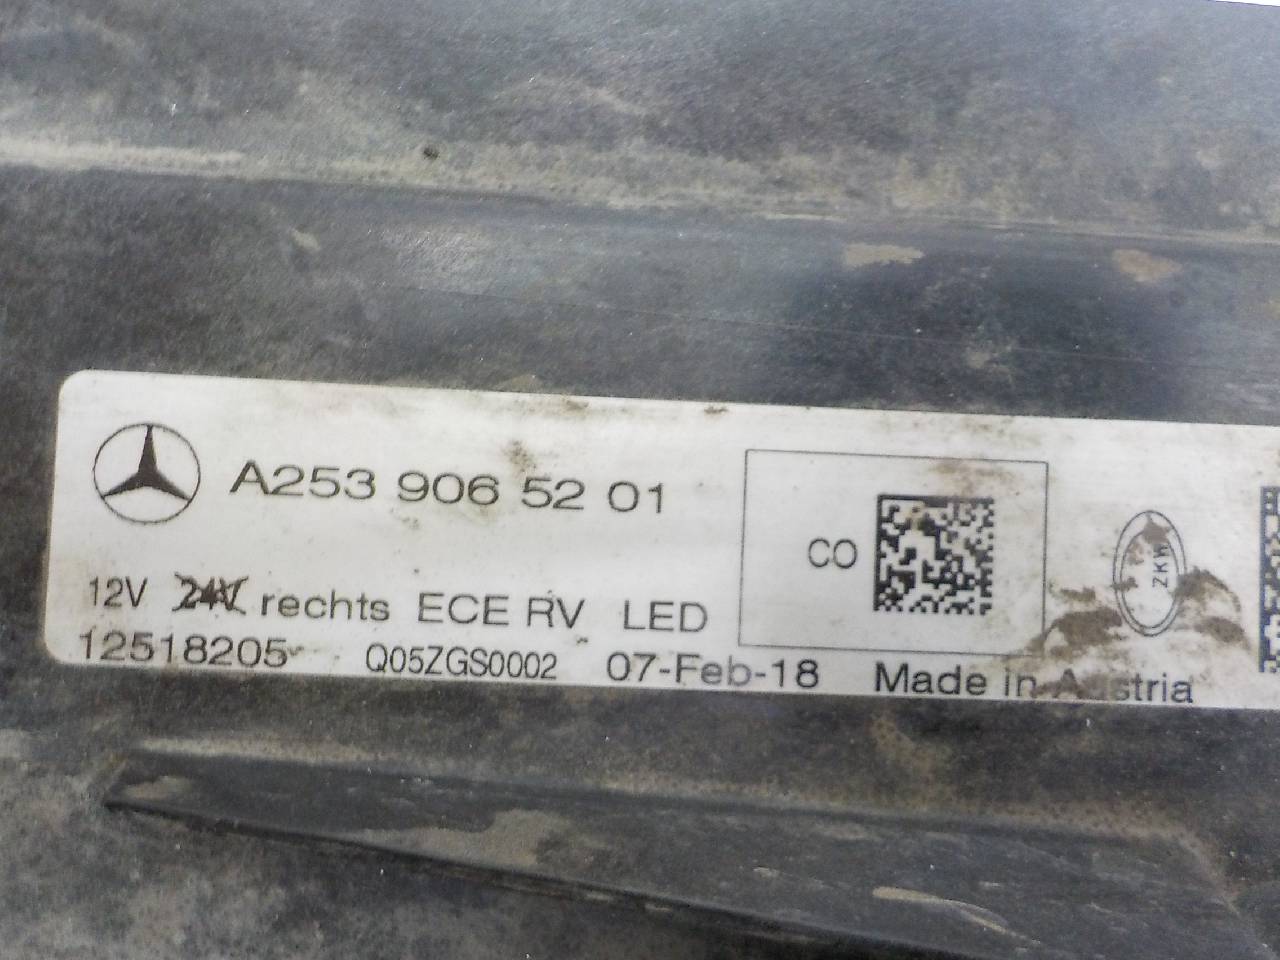 A253 906 52 01
CO
ZKW
12V 24V rechts ECE RV LED
12518205 Q05ZGS0002 07-Feb-18 Made in Austria